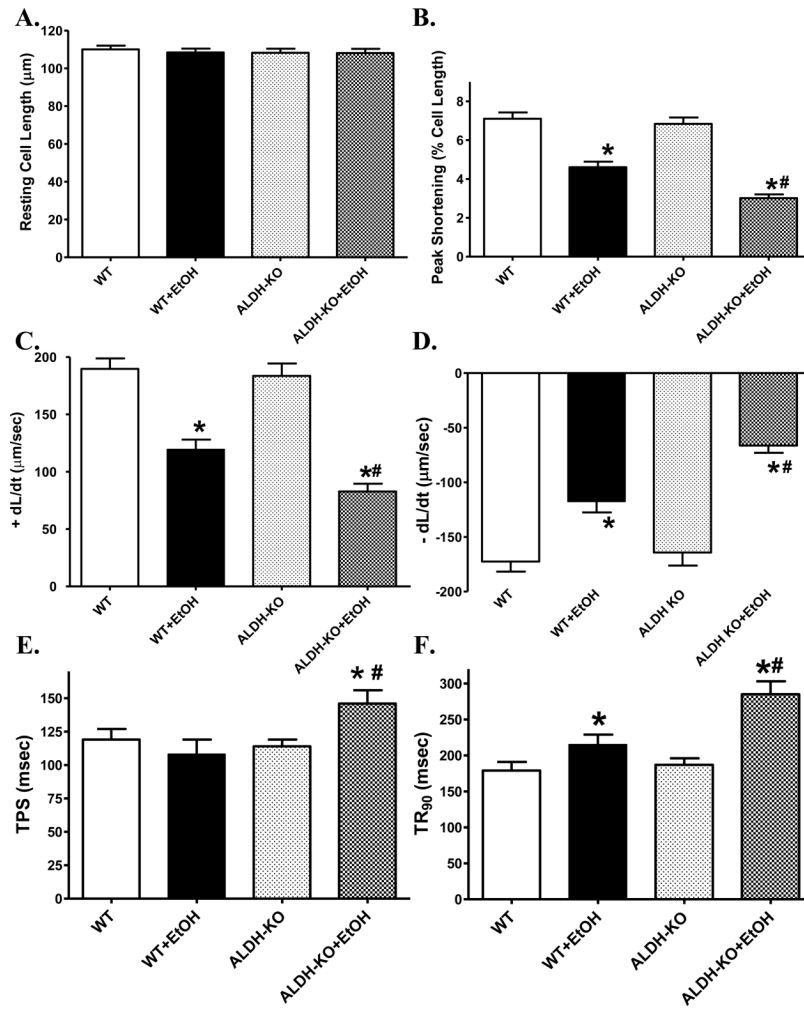 A.
Resting Cell Length (μm)
120
100
80
60
40
20
0
WT
WT+EtOH
ALDH-KO
ALDH-KO+EtOH
B.
Peak Shortening (% Cell Length)
8
6
4
2
0
*
*#
WT
WT+EtOH
ALDH-KO
ALDH-KO+EtOH
C.
+ dL/dt (μm/sec)
200
150
100
50
0
*
*#
WT
WT+EtOH
ALDH-KO
ALDH-KO+EtOH
D.
- dL/dt (μm/sec)
0
-50
-100
-150
-200
*
*#
WT
WT+EtOH
ALDH KO
ALDH KO+EtOH
E.
TPS (msec)
150
125
100
75
50
25
0
* #
WT
WT+EtOH
ALDH-KO
ALDH-KO+EtOH
F.
TR90 (msec)
300
250
200
150
100
50
0
*
*#
WT
WT+EtOH
ALDH-KO
ALDH-KO+EtOH